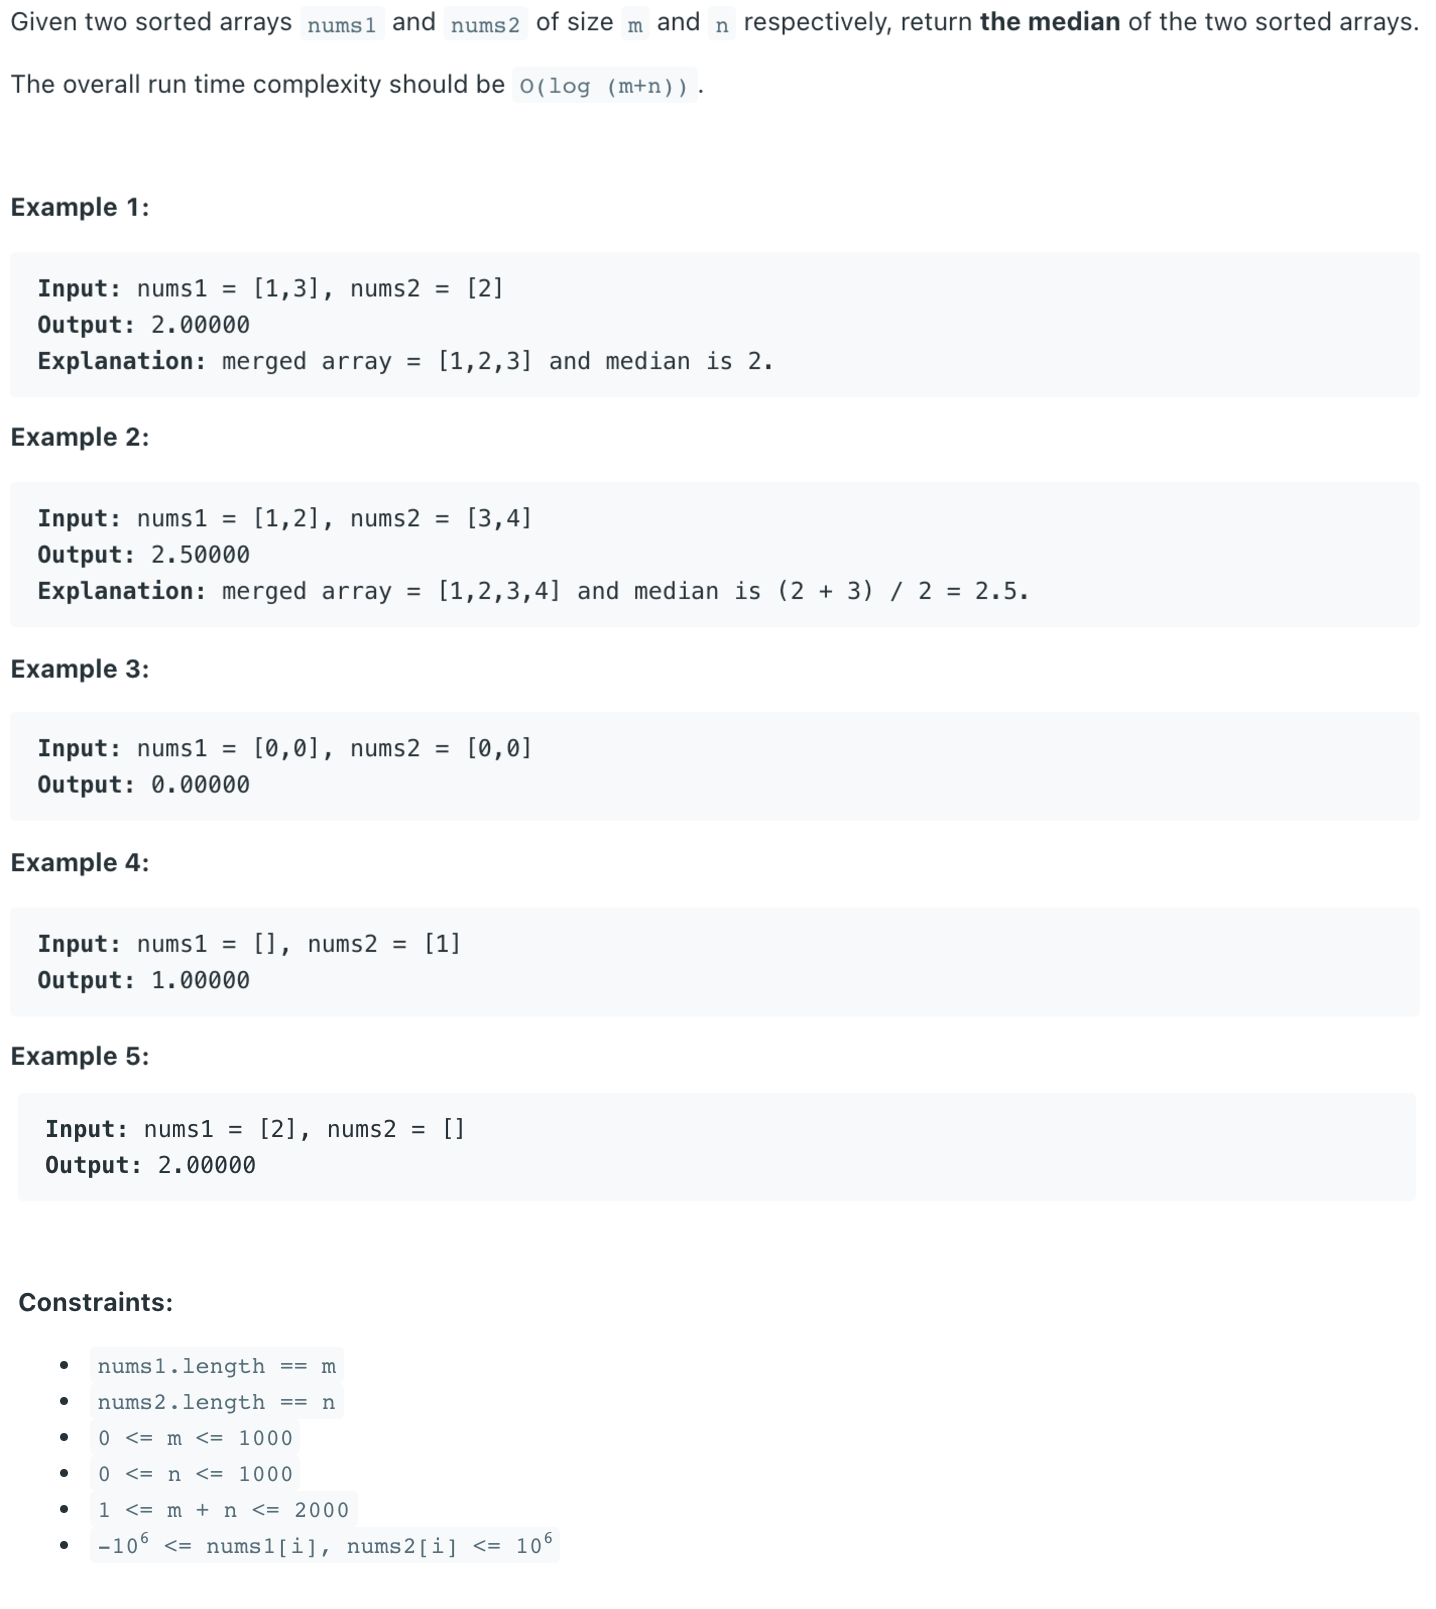 Given two sorted arrays nums1 and nums2 of size m and n respectively, return the median of the two sorted arrays.
The overall run time complexity should be O(log (m+n)).
Example 1:
Input: nums1 = [1,3], nums2 = [2]
Output: 2.00000
Explanation: merged array = [1,2,3] and median is 2.
Example 2:
Input: nums1 = [1,2], nums2 = [3,4]
Output: 2.50000
Explanation: merged array = [1,2,3,4] and median is (2 + 3) / 2 = 2.5.
Example 3:
Input: nums1 = [0,0], nums2 = [0,0]
Output: 0.00000
Example 4:
Input: nums1 = [], nums2 = [1]
Output: 1.00000
Example 5:
Input: nums1 = [2], nums2 = []
Output: 2.00000
Constraints:
• nums1.length == m
• nums2.length == n
• 0 <= m <= 1000
• 0 <= n <= 1000
• 1 <= m + n <= 2000
• -10⁶ <= nums1[i], nums2[i] <= 10⁶